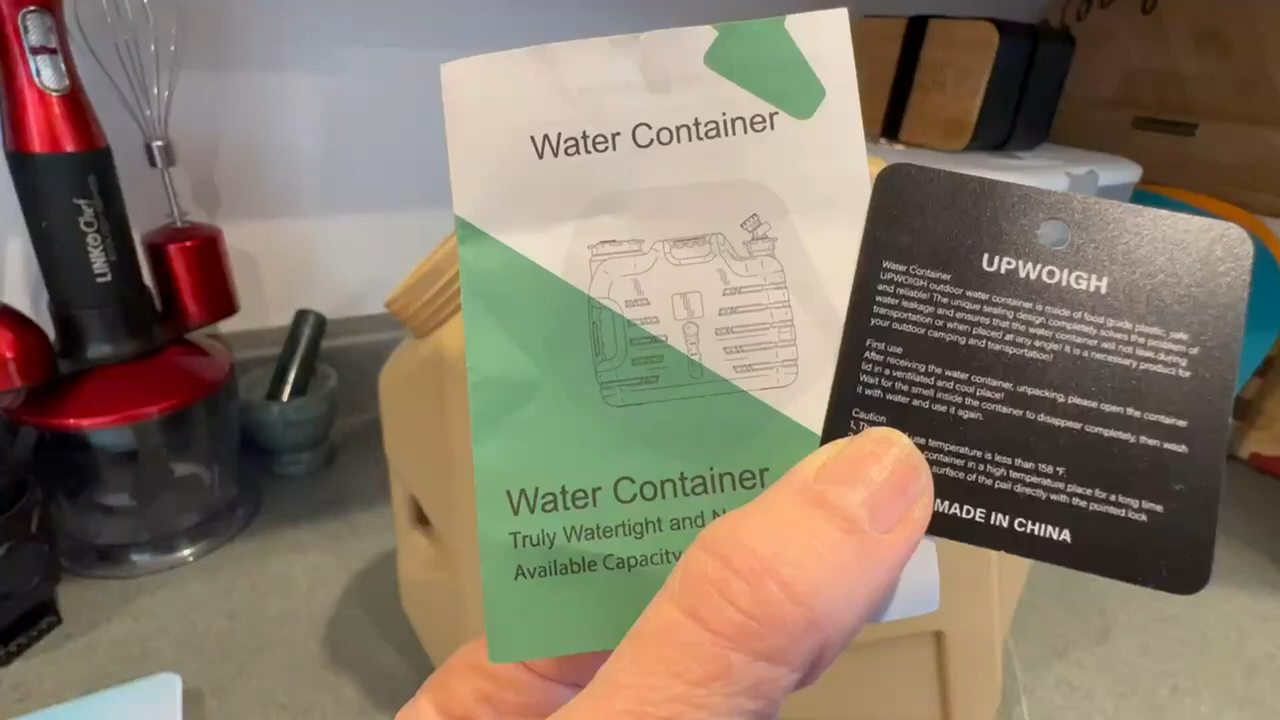 LINKChef
Water Container
Water Container
Truly Watertight and
Available Capacity
UPWOIGH
Water Container
UPWOIGH outdoor water container is made of food grade plastic, safe
and reliable! The unique sealing design completely solves the problem of
water leakage and ensures that the water container will not leak during
transportation or when placed at any angle! It is a necessary product for
your outdoor camping and transportation!
First use
After receiving the water container, unpacking, please open the container
lid in a ventilated and cool place!
Wait for the smell inside the container to disappear completely, then wash
it with water and use it again.
Caution
1, use temperature is less than 158 °F.
container in a high temperature place for a long time.
surface of the pail directly with the pointed lock
MADE IN CHINA